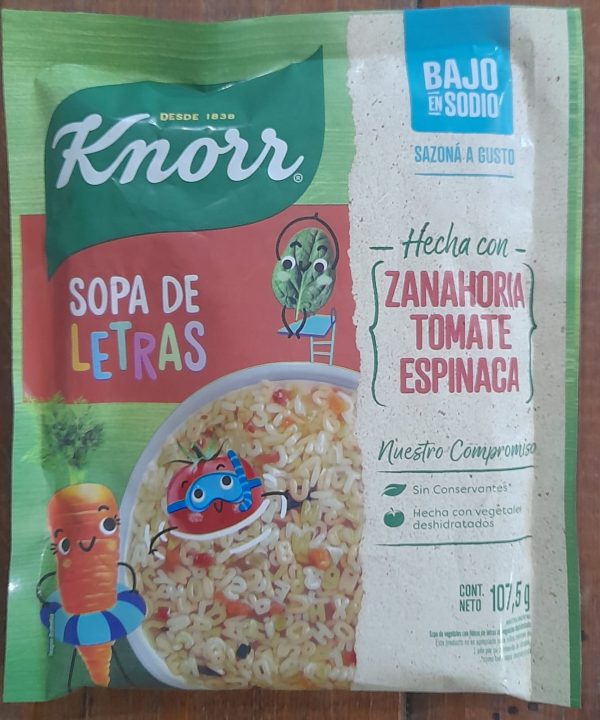 DESDE 1838
Knorr®
SOPA DE
LETRAS
BAJO
EN SODIO
SAZONÁ A GUSTO
Hecha con
ZANAHORIA
TOMATE
ESPINACA
Nuestro Compromiso
Sin Conservantes*
Hecha con vegetales
deshidratados
CONT.
NETO 107,5 g